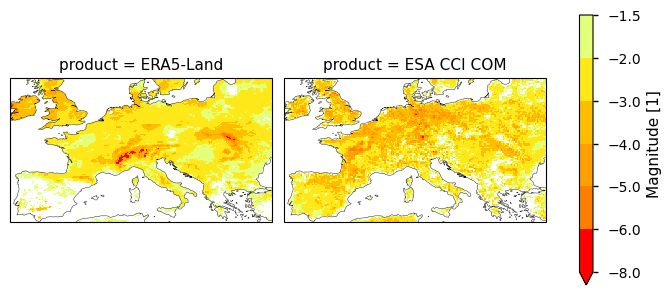 product = ERA5-Land
product = ESA CCI COM
−1.5
−2.0
−3.0
−4.0
−5.0
−6.0
−8.0
Magnitude [1]